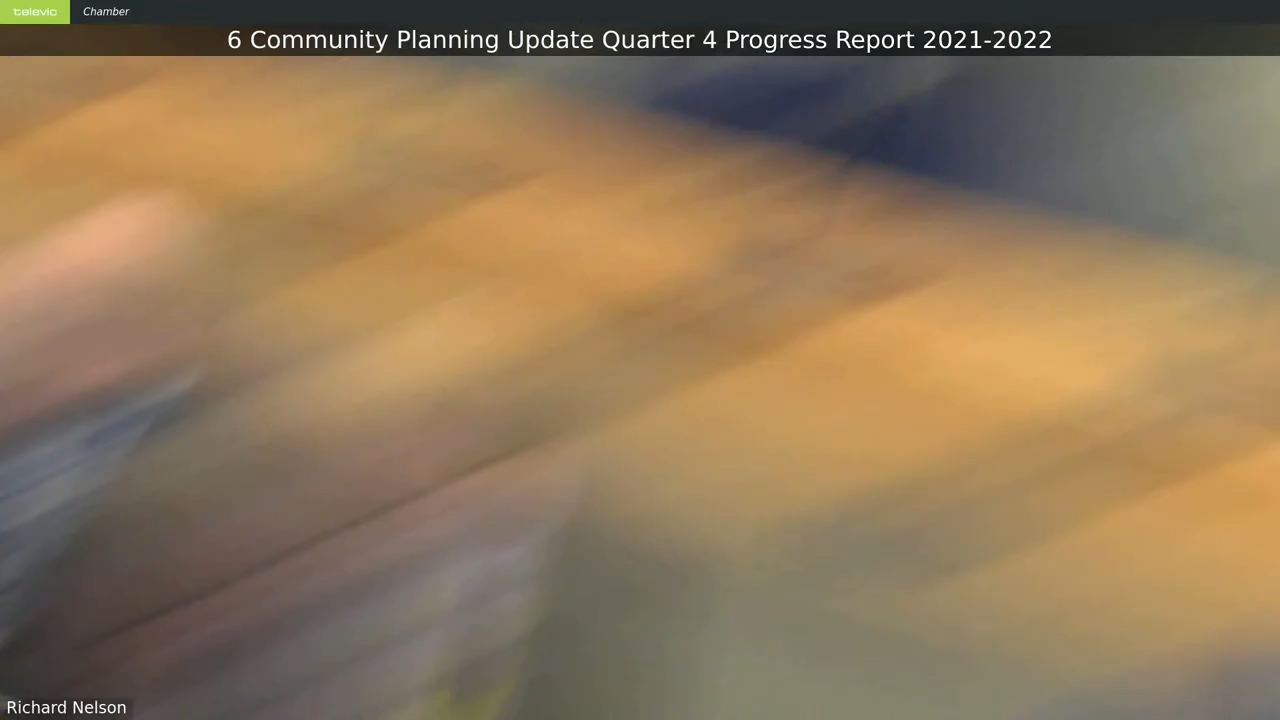 televic
Chamber
6 Community Planning Update Quarter 4 Progress Report 2021-2022
Richard Nelson